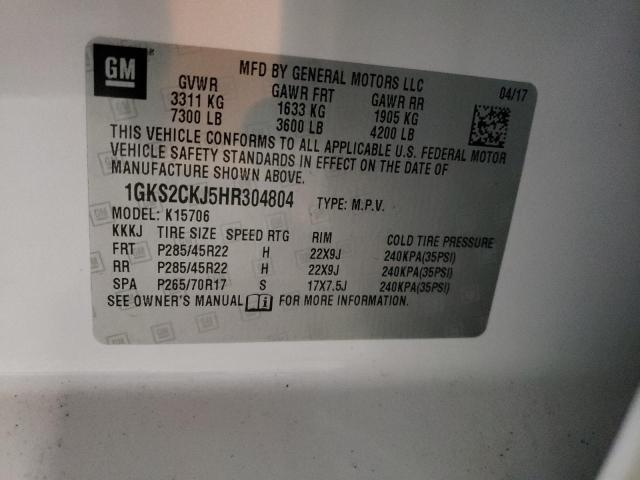 GM
MFD BY GENERAL MOTORS LLC
04/17
GVWR GAWR FRT GAWR RR
3311 KG 1633 KG 1905 KG
7300 LB 3600 LB 4200 LB
THIS VEHICLE CONFORMS TO ALL APPLICABLE U.S. FEDERAL MOTOR
VEHICLE SAFETY STANDARDS IN EFFECT ON THE DATE OF
MANUFACTURE SHOWN ABOVE.
1GKS2CKJ5HR304804 TYPE: M.P.V.
MODEL: K15706
KKKJ TIRE SIZE SPEED RTG RIM COLD TIRE PRESSURE
FRT P285/45R22 H 22X9J 240KPA(35PSI)
RR P285/45R22 H 22X9J 240KPA(35PSI)
SPA P265/70R17 S 17X7.5J 240KPA(35PSI)
SEE OWNER'S MANUAL FOR MORE INFORMATION.